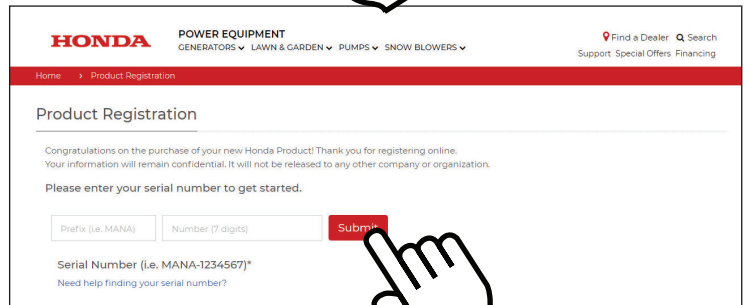 HONDA
POWER EQUIPMENT
GENERATORS LAWN & GARDEN PUMPS SNOW BLOWERS
Find a Dealer Search
Support Special Offers Financing
Home > Product Registration
Product Registration
Congratulations on the purchase of your new Honda Product! Thank you for registering online.
Your information will remain confidential. It will not be released to any other company or organization.
Please enter your serial number to get started.
Prefix (i.e. MANA) Number (7 digits) Submit
Serial Number (i.e. MANA-1234567)*
Need help finding your serial number?